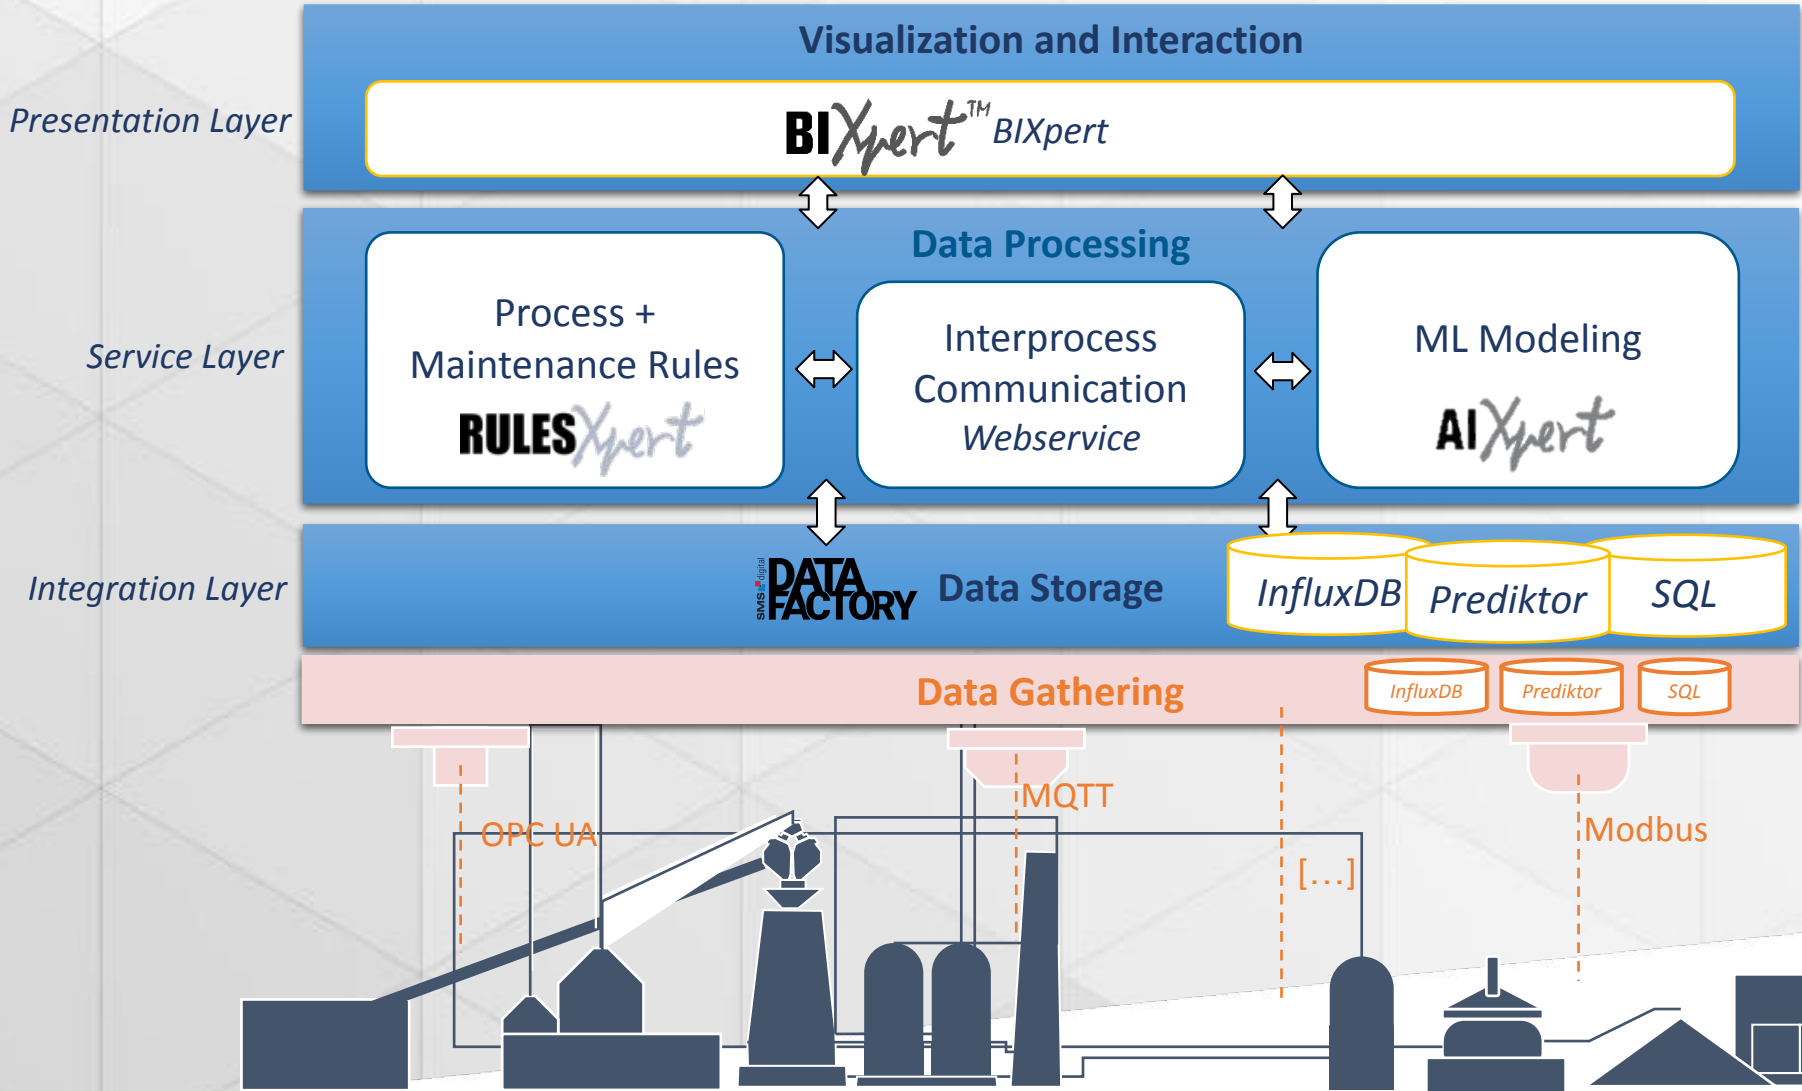 Visualization and Interaction
Presentation Layer
BIXpert™ BIXpert
Data Processing
Service Layer
Process +
Maintenance Rules
RULESXpert
Interprocess
Communication
Webservice
ML Modeling
AIXpert
Integration Layer
SMS digital
DATA
FACTORY
Data Storage
InfluxDB
Prediktor
SQL
Data Gathering
InfluxDB
Prediktor
SQL
OPC UA
MQTT
[...]
Modbus